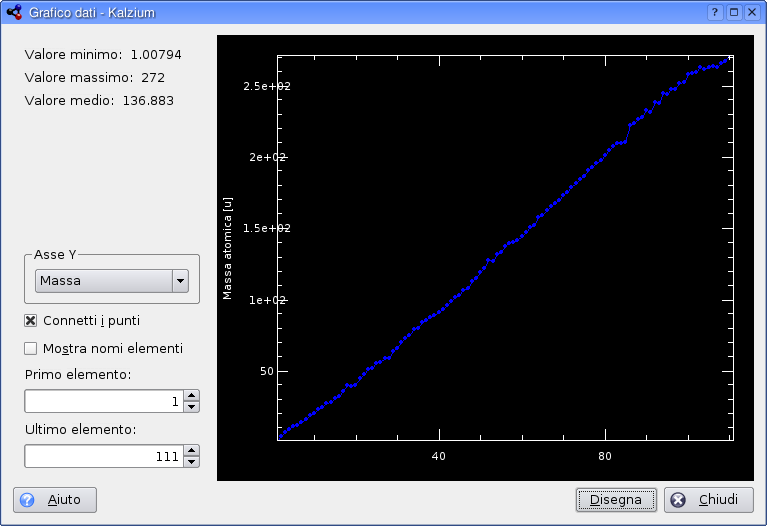 Grafico dati - Kalzium
Valore minimo: 1.00794
Valore massimo: 272
Valore medio: 136.883
Asse Y
Massa
Connetti i punti
Mostra nomi elementi
Primo elemento:
1
Ultimo elemento:
111
Massa atomica [u]
2.5e+02
2e+02
1.5e+02
1e+02
50
40
80
Aiuto
Disegna
Chiudi